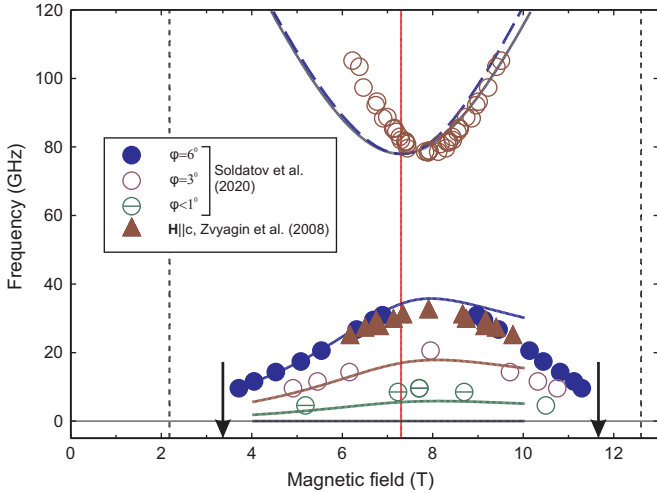 120
100
80
60
40
20
0
Frequency (GHz)
φ=6°
φ=3°
φ<1°
Soldatov et al.
(2020)
H||c, Zvyagin et al. (2008)
0 2 4 6 8 10 12
Magnetic field (T)